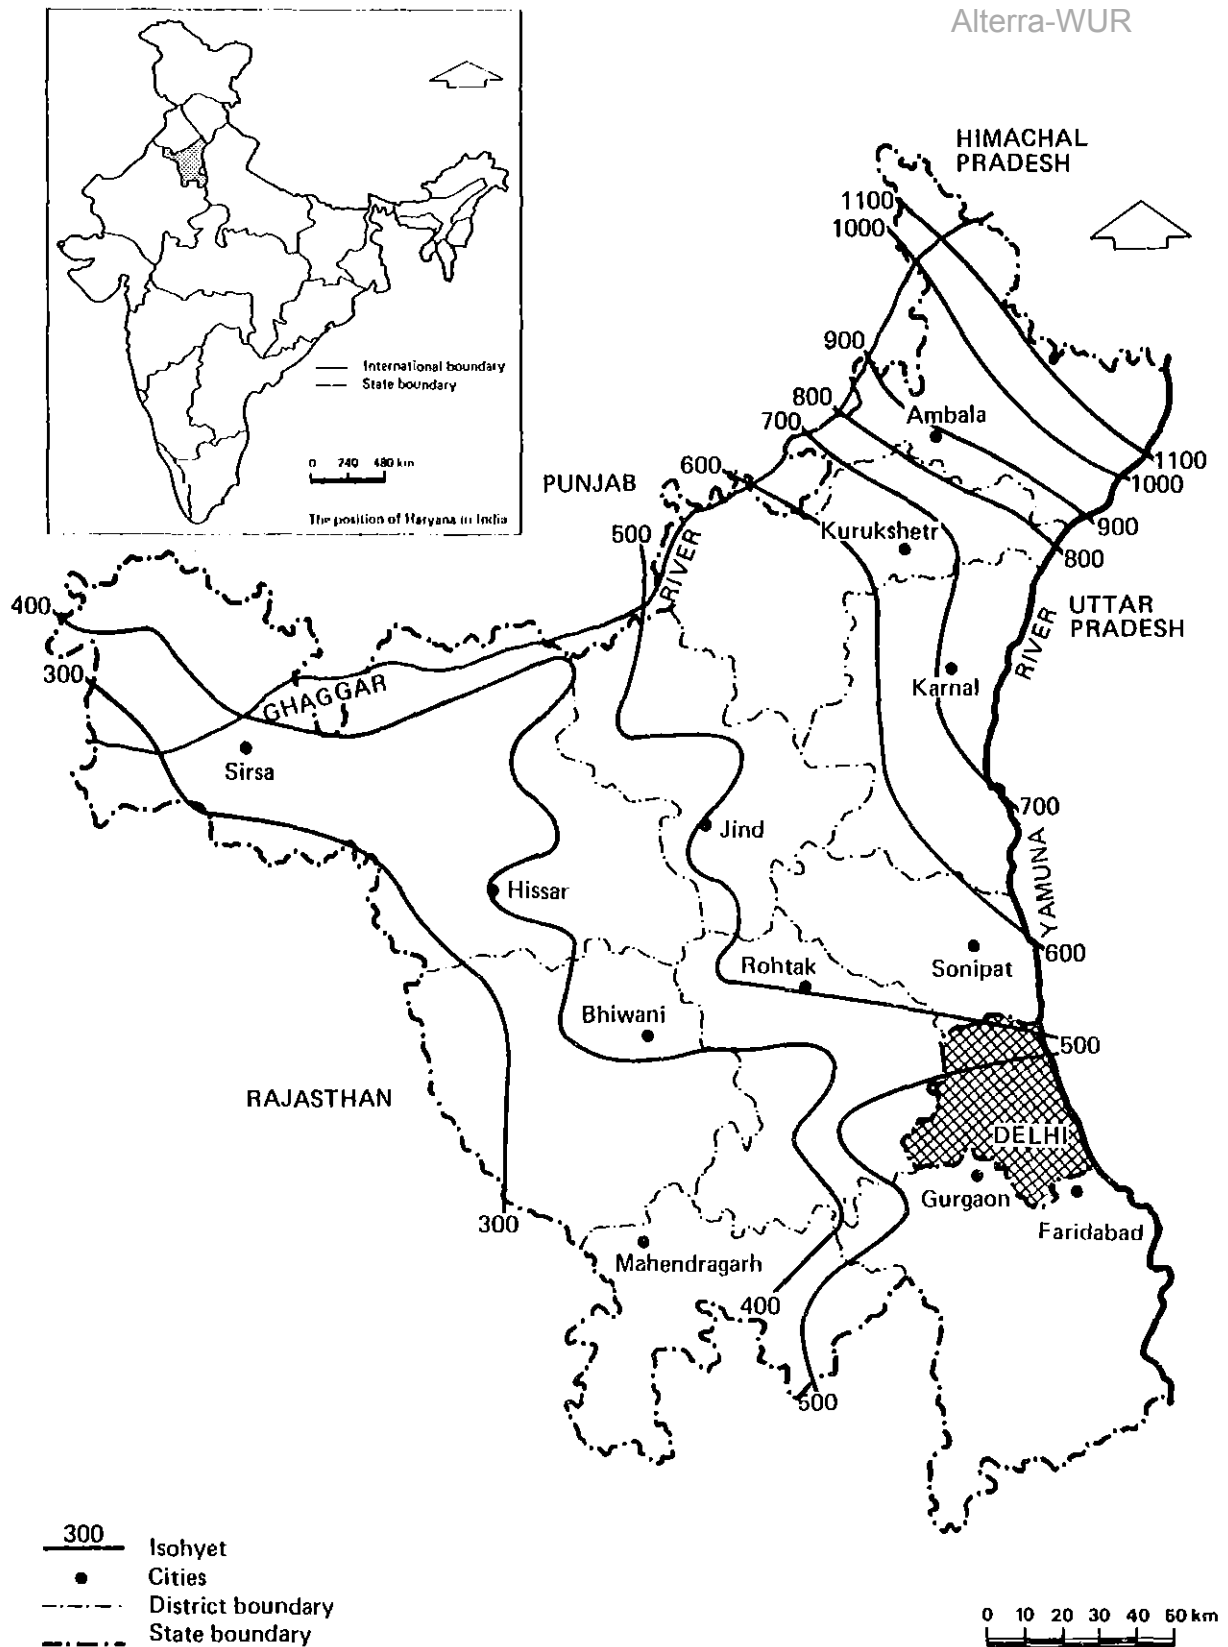 Alterra-WUR
International boundary
State boundary
0 240 480 km
The position of Haryana in India
HIMACHAL
PRADESH
1100
1000
900
800
700
Ambala
1100
1000
900
800
PUNJAB
600
Kurukshetr
500
RIVER
UTTAR
PRADESH
RIVER
400
300
GHAGGAR
Karnal
Sirsa
700
Jind
YAMUNA
Hissar
600
Rohtak
Sonipat
Bhiwani
500
RAJASTHAN
DELHI
Gurgaon
300
Faridabad
Mahendragarh
400
500
300
Isohyet
Cities
District boundary
State boundary
0 10 20 30 40 50 km